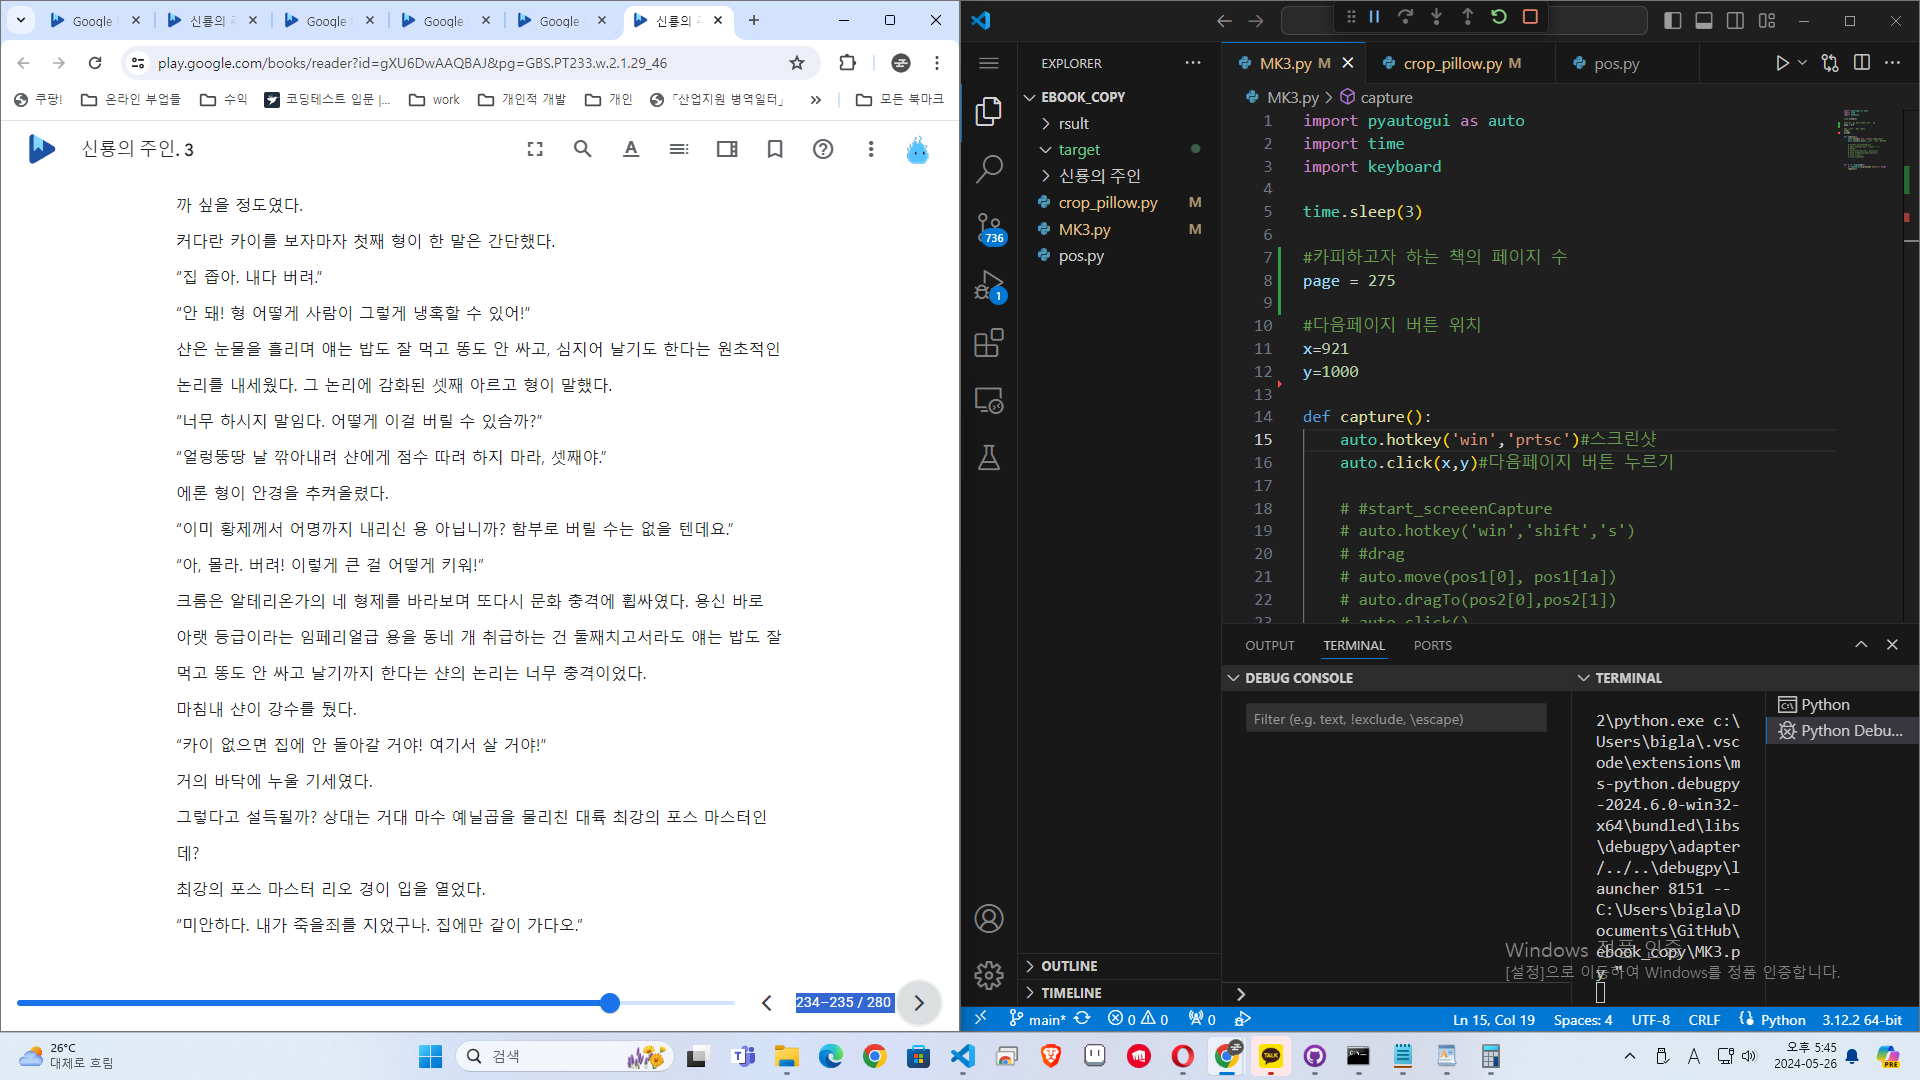 Google
신룡의 주
Google
Google
Google
신룡의 주
play.google.com/books/reader?id=gXU6DwAAQBAJ&pg=GBS.PT233.w.2.1.29_46
쿠팡!
온라인 부업들
수익
코딩테스트 입문 |...
work
개인적 개발
개인
「산업지원 병역일터」
»
모든 북마크
신룡의 주인. 3
까 싶을 정도였다.
커다란 카이를 보자마자 첫째 형이 한 말은 간단했다.
“집 좁아. 내다 버려.”
“안 돼! 형 어떻게 사람이 그렇게 냉혹할 수 있어!”
샨은 눈물을 흘리며 얘는 밥도 잘 먹고 똥도 안 싸고, 심지어 날기도 한다는 원초적인
논리를 내세웠다. 그 논리에 감화된 셋째 아르고 형이 말했다.
“너무 하시지 말임다. 어떻게 이걸 버릴 수 있슴까?”
“얼렁뚱땅 날 깎아내려 샨에게 점수 따려 하지 마라, 셋째야.”
에론 형이 안경을 추켜올렸다.
“이미 황제께서 어명까지 내리신 용 아닙니까? 함부로 버릴 수는 없을 텐데요.”
“아, 몰라. 버려! 이렇게 큰 걸 어떻게 키워!”
크롬은 알테리온가의 네 형제를 바라보며 또다시 문화 충격에 휩싸였다. 용신 바로
아랫 등급이라는 임페리얼급 용을 동네 개 취급하는 건 둘째치고서라도 얘는 밥도 잘
먹고 똥도 안 싸고 날기까지 한다는 샨의 논리는 너무 충격이었다.
마침내 샨이 강수를 뒀다.
“카이 없으면 집에 안 돌아갈 거야! 여기서 살 거야!”
거의 바닥에 누울 기세였다.
그렇다고 설득될까? 상대는 거대 마수 예닐곱을 물리친 대륙 최강의 포스 마스터인
데?
최강의 포스 마스터 리오 경이 입을 열었다.
“미안하다. 내가 죽을죄를 지었구나. 집에만 같이 가다오.”
234–235 / 280
EXPLORER
EBOOK_COPY
rsult
target
신룡의 주인
crop_pillow.py M
MK3.py M
pos.py
736
1
OUTLINE
TIMELINE
MK3.py M
crop_pillow.py M
pos.py
MK3.py > capture
1 import pyautogui as auto
2 import time
3 import keyboard
4
5 time.sleep(3)
6
7 #카피하고자 하는 책의 페이지 수
8 page = 275
9
10 #다음페이지 버튼 위치
11 x=921
12 y=1000
13
14 def capture():
15 auto.hotkey('win','prtsc')#스크린샷
16 auto.click(x,y)#다음페이지 버튼 누르기
17
18 # #start_screeenCapture
19 # auto.hotkey('win','shift','s')
20 # #drag
21 # auto.move(pos1[0], pos1[1a])
22 # auto.dragTo(pos2[0],pos2[1])
23 # auto.click()
OUTPUT
TERMINAL
PORTS
DEBUG CONSOLE
Filter (e.g. text, !exclude, \escape)
TERMINAL
2\python.exe c:\
Users\bigla\.vsc
ode\extensions\m
s-python.debugpy
-2024.6.0-win32-
x64\bundled\libs
\debugpy\adapter
/../..\debugpy\l
auncher 8151 --
C:\Users\bigla\D
ocuments\GitHub\
ebook_copy\MK3.p
y "
Python
Python Debu...
Windows 정품 인증
[설정]으로 이동하여 Windows를 정품 인증합니다.
main*
0
0
0
Ln 15, Col 19
Spaces: 4
UTF-8
CRLF
Python
3.12.2 64-bit
26°C
대체로 흐림
검색
TALK
A
오후 5:45
2024-05-26
PRE